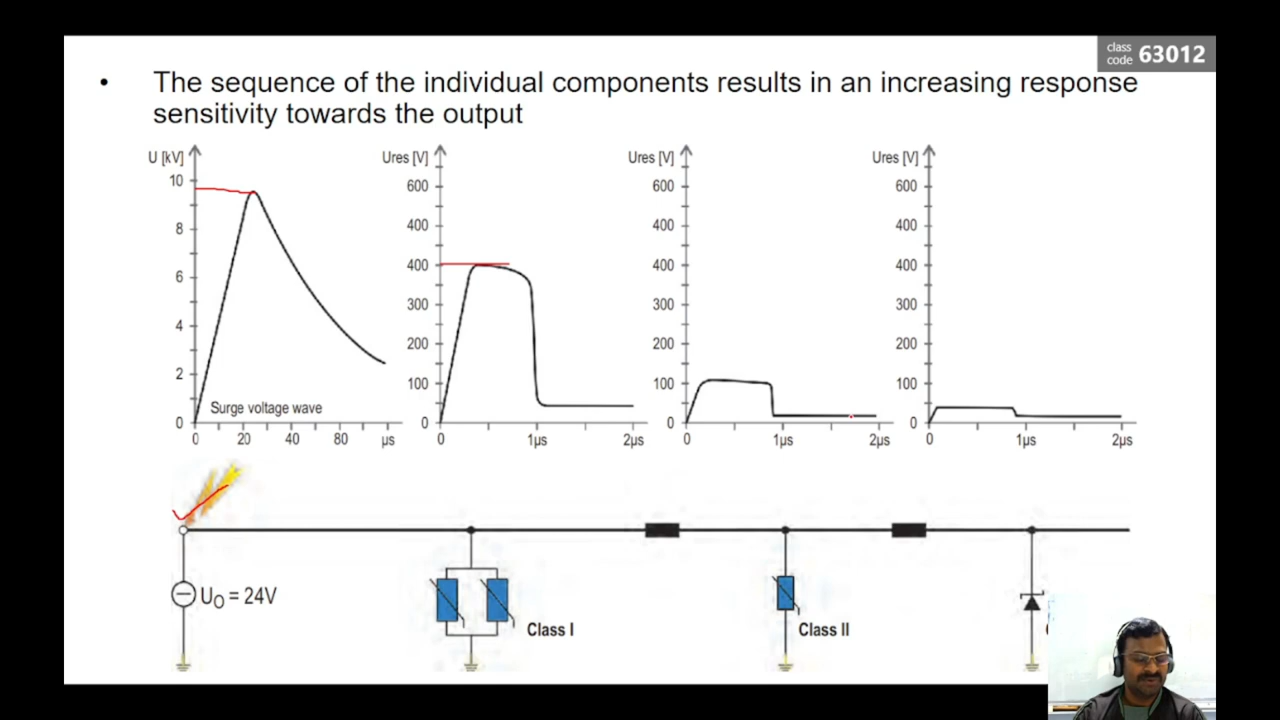 class
code 63012
• The sequence of the individual components results in an increasing response
sensitivity towards the output
U [kV]
10
8
6
4
2
0
Surge voltage wave
0 20 40 80 µs
Ures [V]
600
400
400
300
200
100
0
0 1µs 2µs
Ures [V]
600
400
400
300
200
100
0
0 1µs 2µs
Ures [V]
600
400
400
300
200
100
0
0 1µs 2µs
U0 = 24V
Class I
Class II